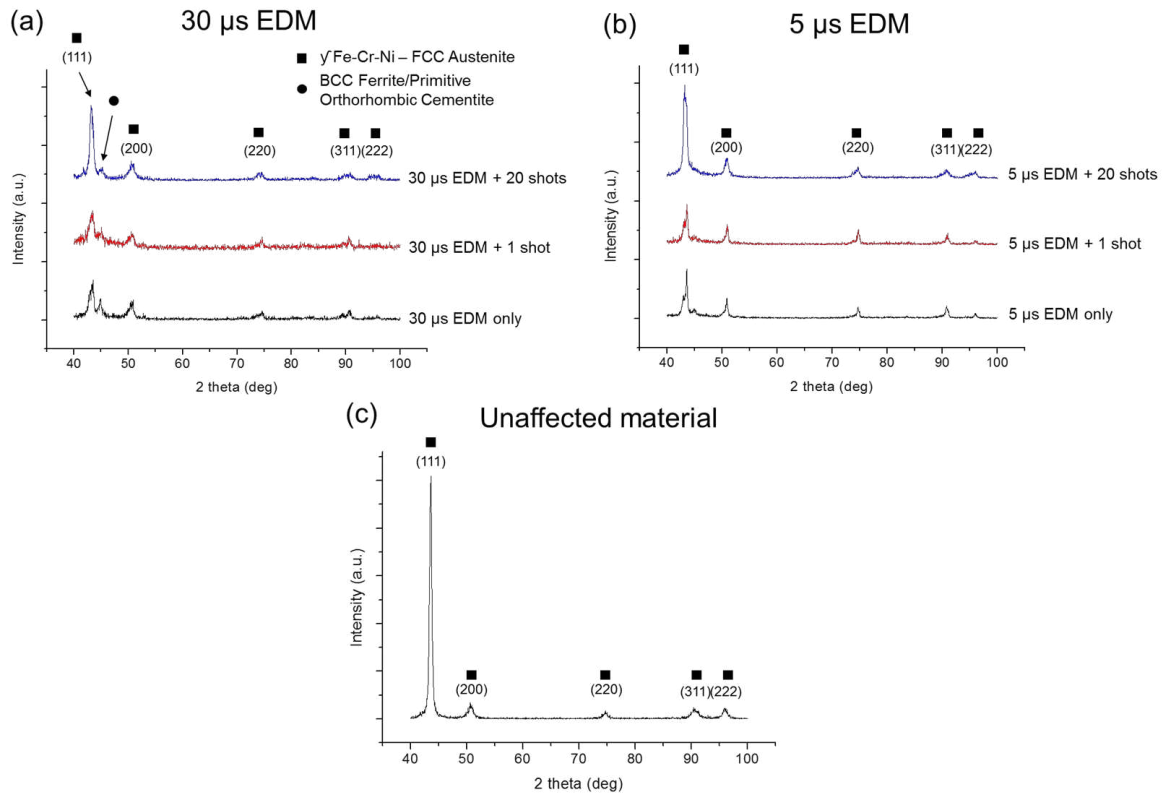 (a)
30 µs EDM
(111)
γ Fe-Cr-Ni – FCC Austenite
BCC Ferrite/Primitive
Orthorhombic Cementite
(200)
(220)
(311)(222)
30 µs EDM + 20 shots
30 µs EDM + 1 shot
30 µs EDM only
Intensity (a.u.)
40 50 60 70 80 90 100
2 theta (deg)
(b)
5 µs EDM
(111)
(200)
(220)
(311)(222)
5 µs EDM + 20 shots
5 µs EDM + 1 shot
5 µs EDM only
Intensity (a.u.)
40 50 60 70 80 90 100
2 theta (deg)
(c)
Unaffected material
(111)
(200)
(220)
(311)(222)
Intensity (a.u.)
40 50 60 70 80 90 100
2 theta (deg)